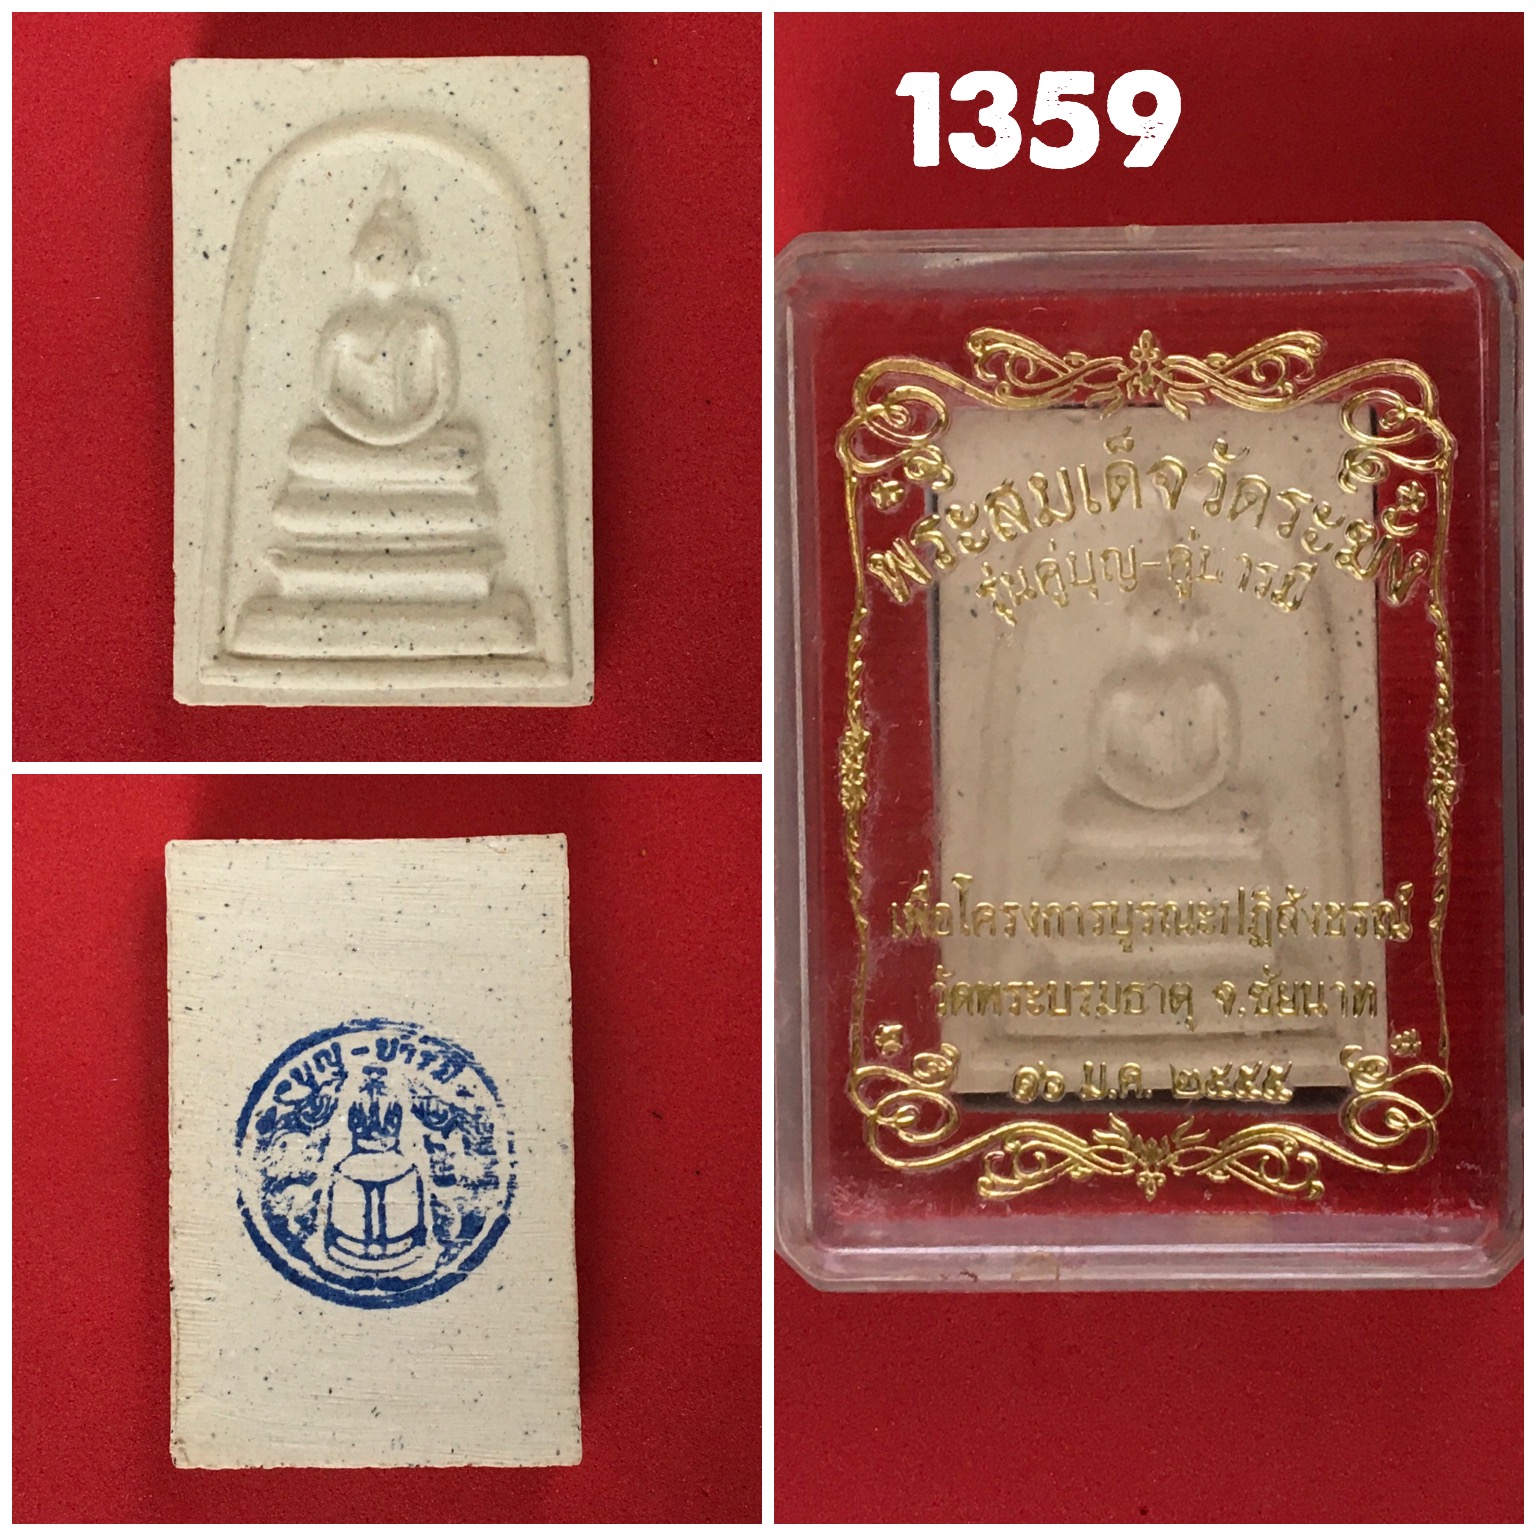 1359
พระสมเด็จวัดระฆัง
รุ่นคู่บุญ-คู่บารมี
เพื่อโครงการบูรณะปฏิสังขรณ์
วัดพระบรมธาตุ จ.ชัยนาท
๑๖ ม.ค. ๒๕๕๕
บุญ-บารมี